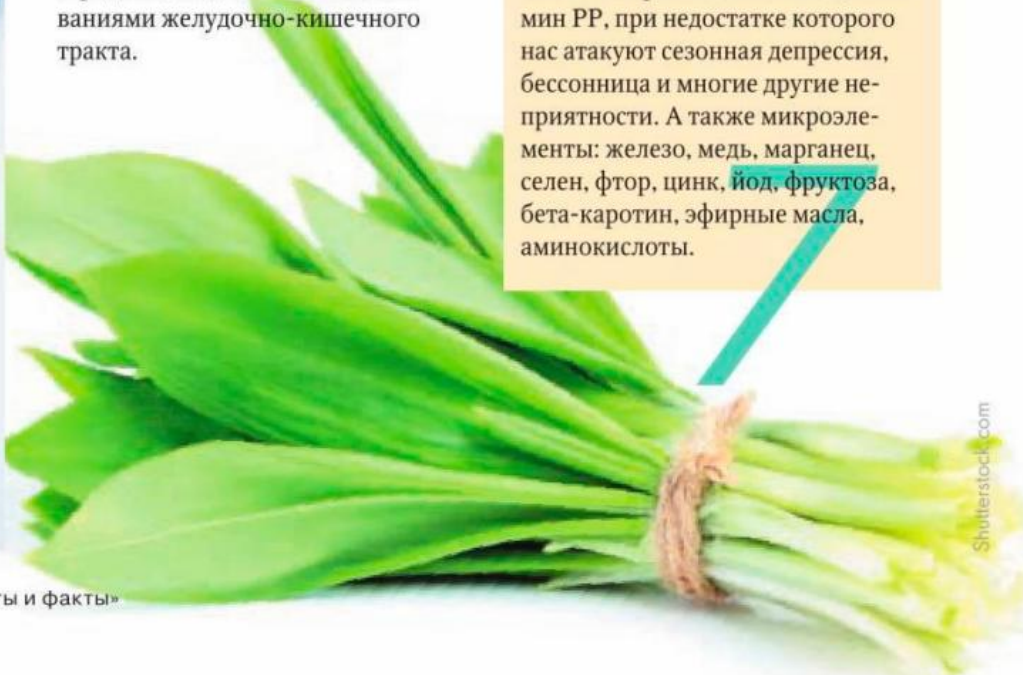 ваниями желудочно-кишечного
тракта.
мин РР, при недостатке которого
нас атакуют сезонная депрессия,
бессонница и многие другие не-
приятности. А также микроэле-
менты: железо, медь, марганец,
селен, фтор, цинк, йод, фруктоза,
бета-каротин, эфирные масла,
аминокислоты.
7
Shutterstock.com
ты и факты»